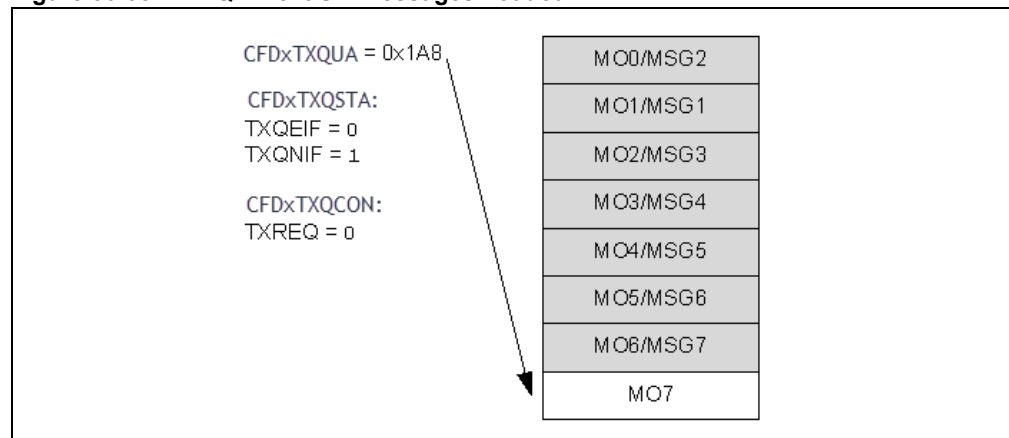 CFDxTXQUA = 0x1A8
CFDxTXQSTA:
TXQEIF = 0
TXQNIF = 1
CFDxTXQCON:
TXREQ = 0
MO0/MSG2
MO1/MSG1
MO2/MSG3
MO3/MSG4
MO4/MSG5
MO5/MSG6
MO6/MSG7
MO7